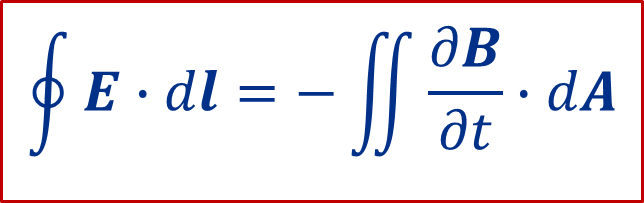 ∮ E · dl = − ∬ ∂B/∂t · dA